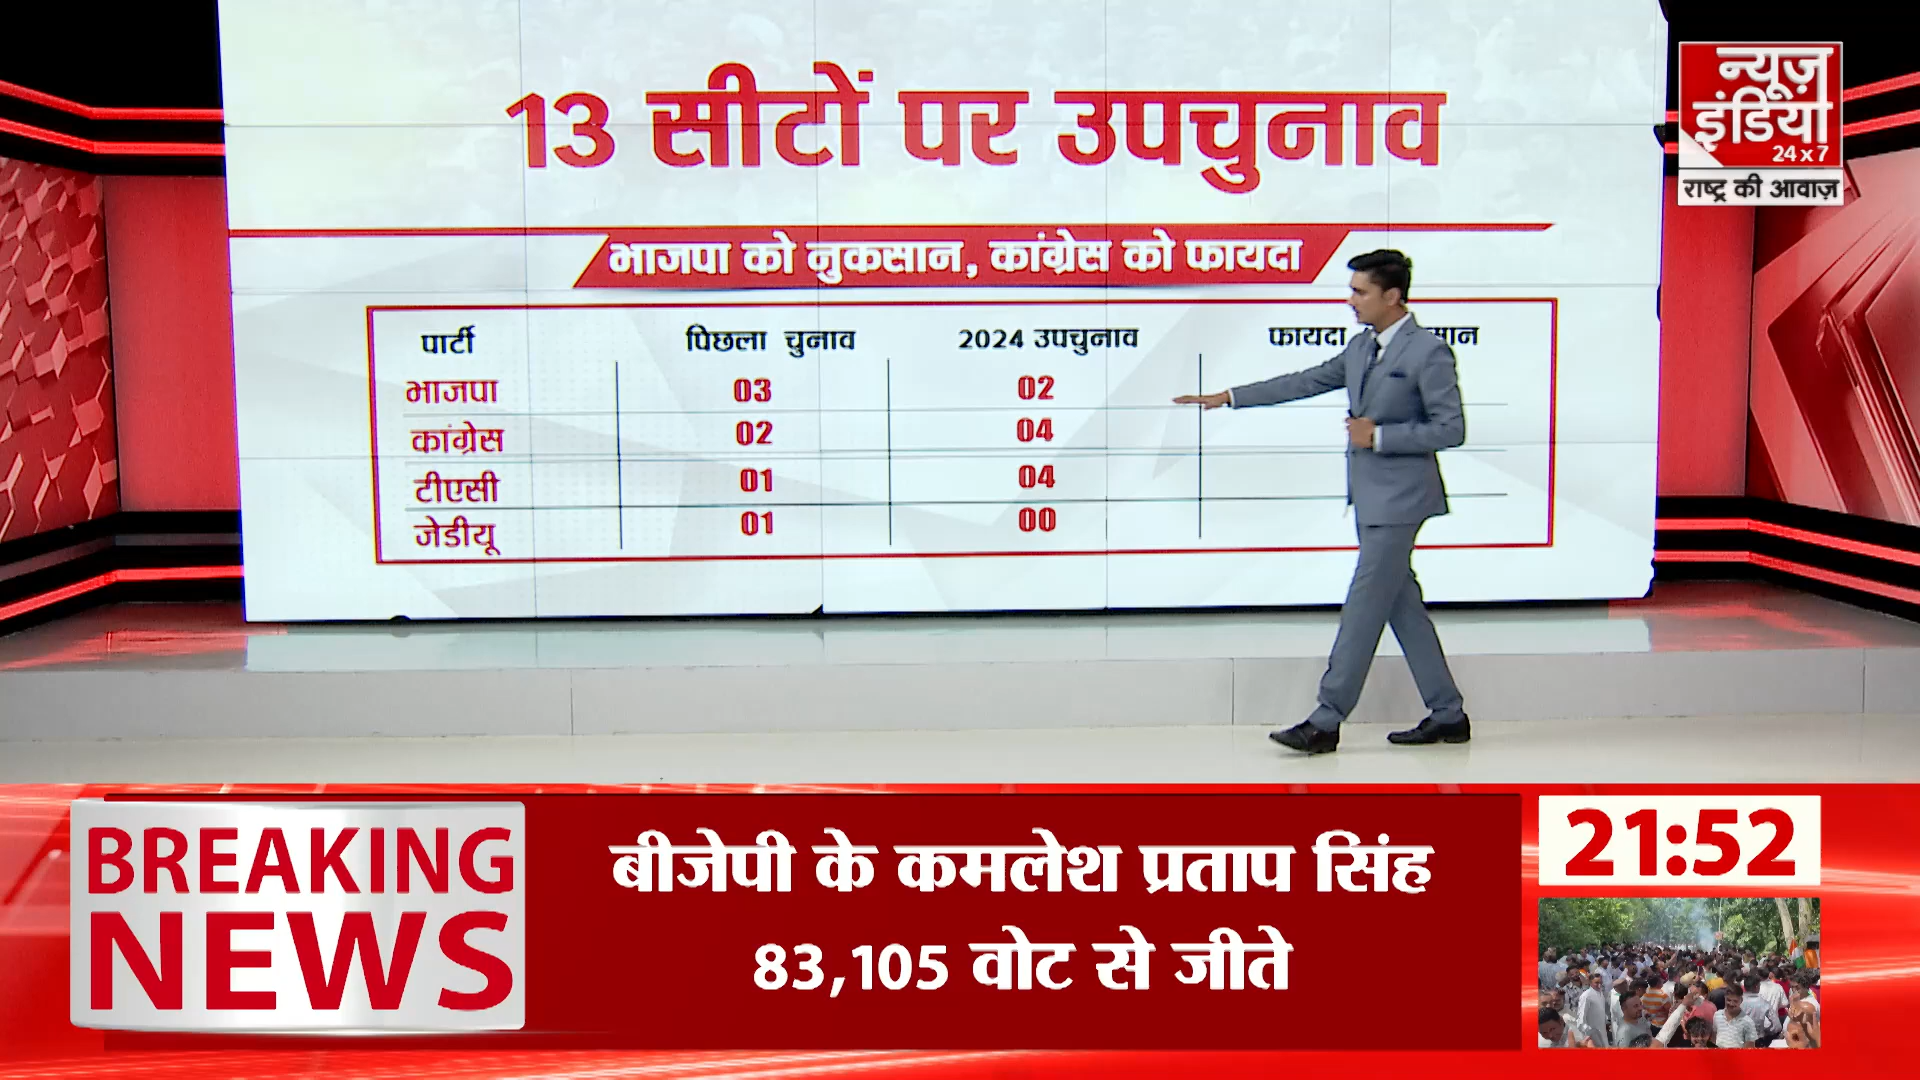 13 सीटों पर उपचुनाव
न्यूज़
इंडिया
24x7
राष्ट्र की आवाज़
भाजपा को नुकसान, कांग्रेस को फायदा
पार्टी पिछला चुनाव 2024 उपचुनाव फायदा
भाजपा 03 02
कांग्रेस 02 04
टीएसी 01 04
जेडीयू 01 00
BREAKING
NEWS
बीजेपी के कमलेश प्रताप सिंह
83,105 वोट से जीते
21:52